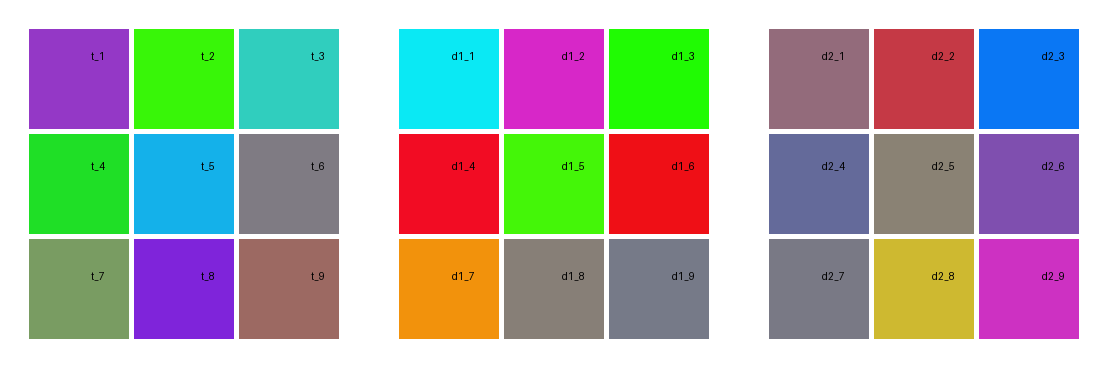 t_1 t_2 t_3 d1_1 d1_2 d1_3 d2_1 d2_2 d2_3
t_4 t_5 t_6 d1_4 d1_5 d1_6 d2_4 d2_5 d2_6
t_7 t_8 t_9 d1_7 d1_8 d1_9 d2_7 d2_8 d2_9